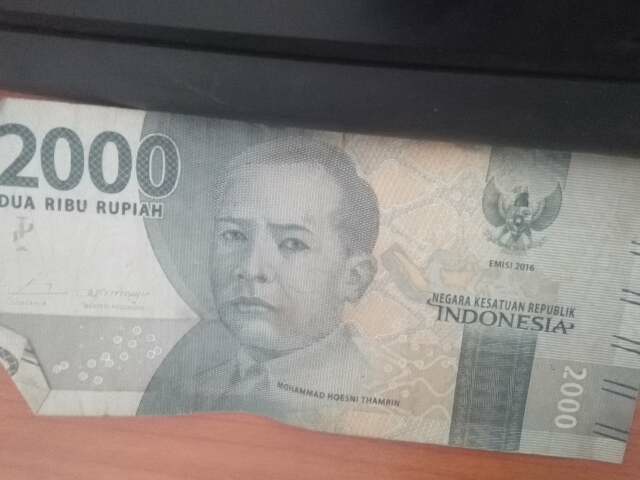 2000
DUA RIBU RUPIAH
EMISI 2016
NEGARA KESATUAN REPUBLIK
INDONESIA
MOHAMMAD HOESNI THAMRIN
2000